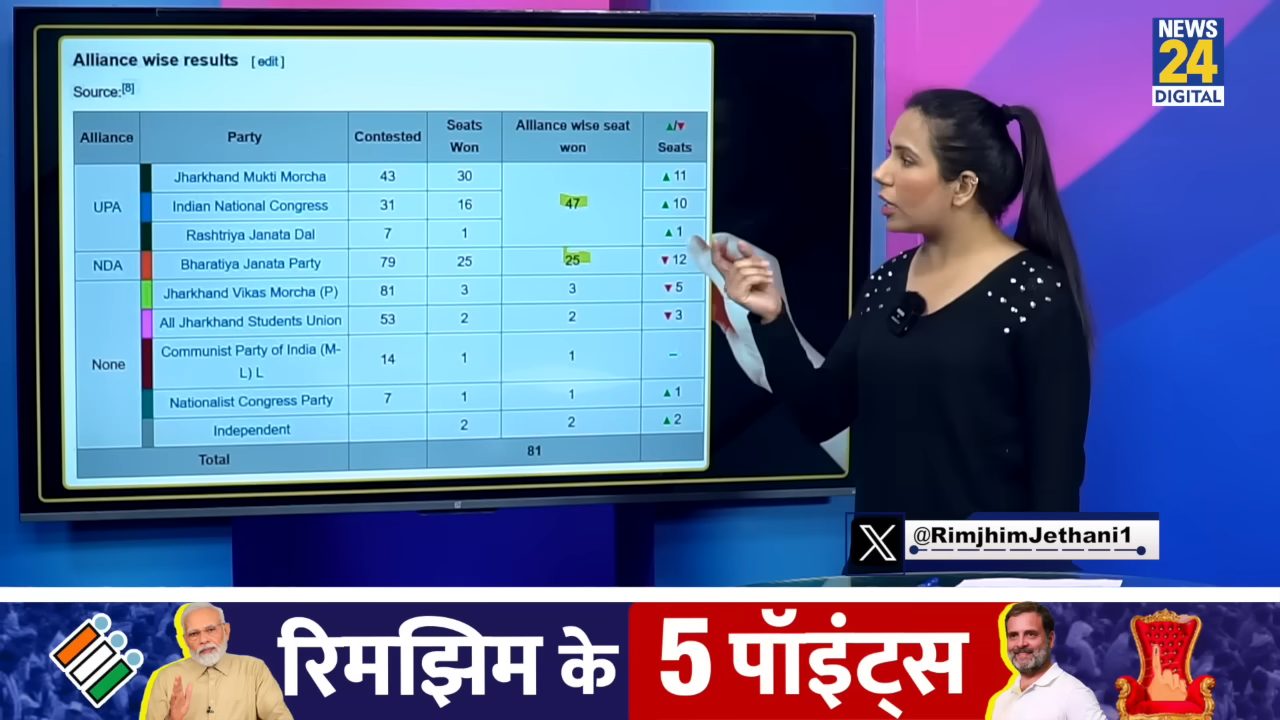 Alliance wise results [edit]
Source:[8]
Alliance Party Contested Seats Won Alliance wise seat won ▲/▼ Seats
UPA Jharkhand Mukti Morcha 43 30 47 ▲11
Indian National Congress 31 16 ▲10
Rashtriya Janata Dal 7 1 ▲1
NDA Bharatiya Janata Party 79 25 25 ▼12
None Jharkhand Vikas Morcha (P) 81 3 3 ▼5
All Jharkhand Students Union 53 2 2 ▼3
Communist Party of India (M-L) L 14 1 1 –
Nationalist Congress Party 7 1 1 ▲1
Independent 2 2 ▲2
Total 81
NEWS
24
DIGITAL
X @RimjhimJethani1
रिमझिम के 5 पॉइंट्स